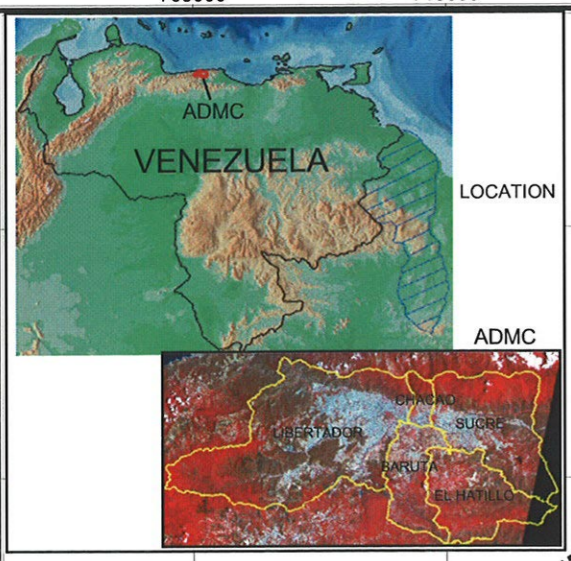 ADMC
VENEZUELA
LOCATION
ADMC
CHACAO
LIBERTADOR
SUCRE
BARUTA
EL HATILLO